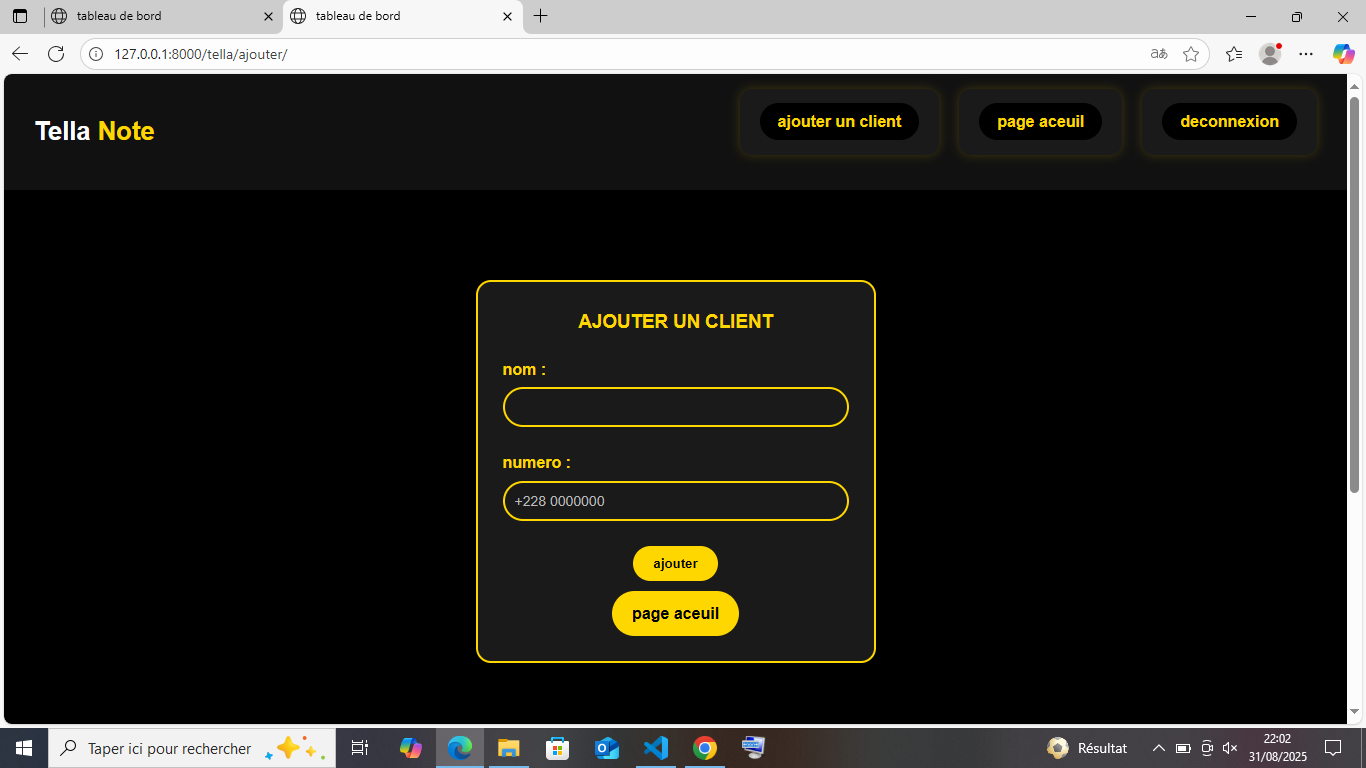 tableau de bord
tableau de bord
127.0.0.1:8000/tella/ajouter/
Tella Note
ajouter un client
page aceuil
deconnexion
AJOUTER UN CLIENT
nom :
numero :
+228 0000000
ajouter
page aceuil
Taper ici pour rechercher
Résultat
22:02
31/08/2025